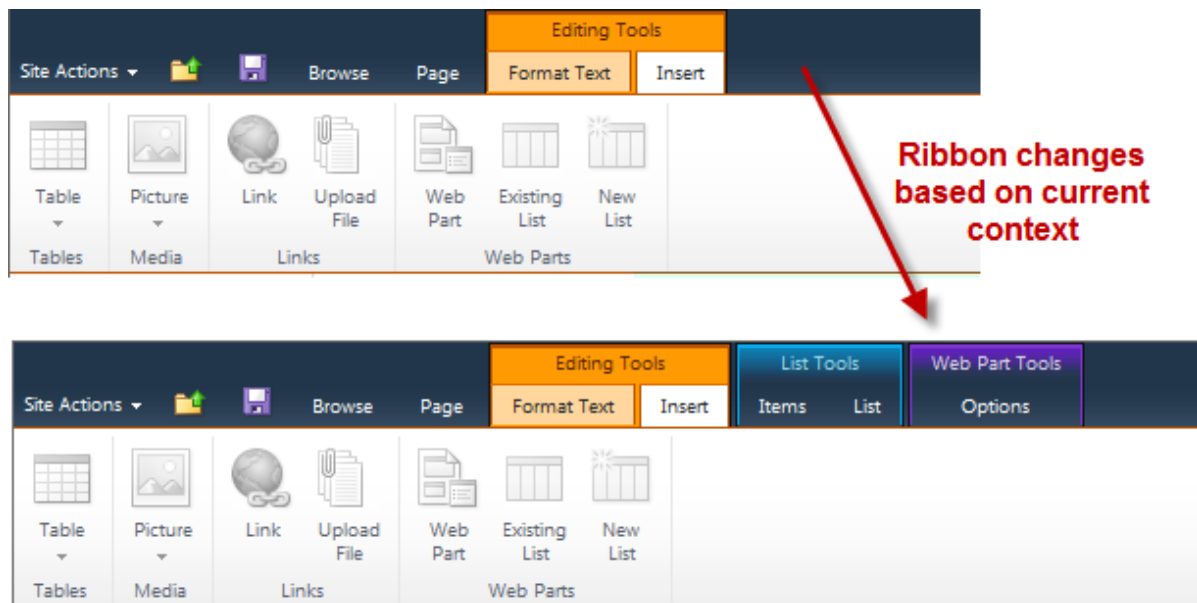 Editing Tools
Site Actions Browse Page Format Text Insert
Table Picture Link Upload File Web Part Existing List New List
Tables Media Links Web Parts
Ribbon changes
based on current
context
Editing Tools List Tools Web Part Tools
Site Actions Browse Page Format Text Insert Items List Options
Table Picture Link Upload File Web Part Existing List New List
Tables Media Links Web Parts